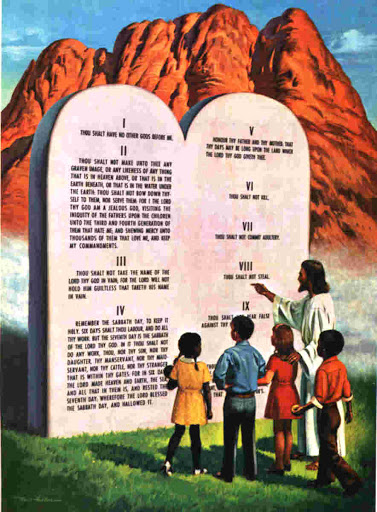 I
THOU SHALT HAVE NO OTHER GODS BEFORE ME.
II
THOU SHALT NOT MAKE UNTO THEE ANY
GRAVEN IMAGE, OR ANY LIKENESS OF ANY THING
THAT IS IN HEAVEN ABOVE, OR THAT IS IN THE
EARTH BENEATH, OR THAT IS IN THE WATER UNDER
THE EARTH: THOU SHALT NOT BOW DOWN THY-
SELF TO THEM, NOR SERVE THEM: FOR I THE LORD
THY GOD AM A JEALOUS GOD, VISITING THE
INIQUITY OF THE FATHERS UPON THE CHILDREN
UNTO THE THIRD AND FOURTH GENERATION OF
THEM THAT HATE ME; AND SHEWING MERCY UNTO
THOUSANDS OF THEM THAT LOVE ME, AND KEEP
MY COMMANDMENTS.
III
THOU SHALT NOT TAKE THE NAME OF THE
LORD THY GOD IN VAIN; FOR THE LORD WILL NOT
HOLD HIM GUILTLESS THAT TAKETH HIS NAME
IN VAIN.
IV
REMEMBER THE SABBATH DAY, TO KEEP IT
HOLY. SIX DAYS SHALT THOU LABOUR, AND DO ALL
THY WORK: BUT THE SEVENTH DAY IS THE SABBATH
OF THE LORD THY GOD: IN IT THOU SHALT NOT
DO ANY WORK, THOU, NOR THY SON, NOR THY
DAUGHTER, THY MANSERVANT, NOR THY MAID-
SERVANT, NOR THY CATTLE, NOR THY STRANGER
THAT IS WITHIN THY GATES: FOR IN SIX DAYS
THE LORD MADE HEAVEN AND EARTH, THE SEA
AND ALL THAT IN THEM IS, AND RESTED THE
SEVENTH DAY: WHEREFORE THE LORD BLESSED
THE SABBATH DAY, AND HALLOWED IT.
V
HONOUR THY FATHER AND THY MOTHER: THAT
THY DAYS MAY BE LONG UPON THE LAND WHICH
THE LORD THY GOD GIVETH THEE.
VI
THOU SHALT NOT KILL.
VII
THOU SHALT NOT COMMIT ADULTERY.
VIII
THOU SHALT NOT STEAL.
IX
THOU SHALT BEAR FALSE
AGAINST THY
THAT